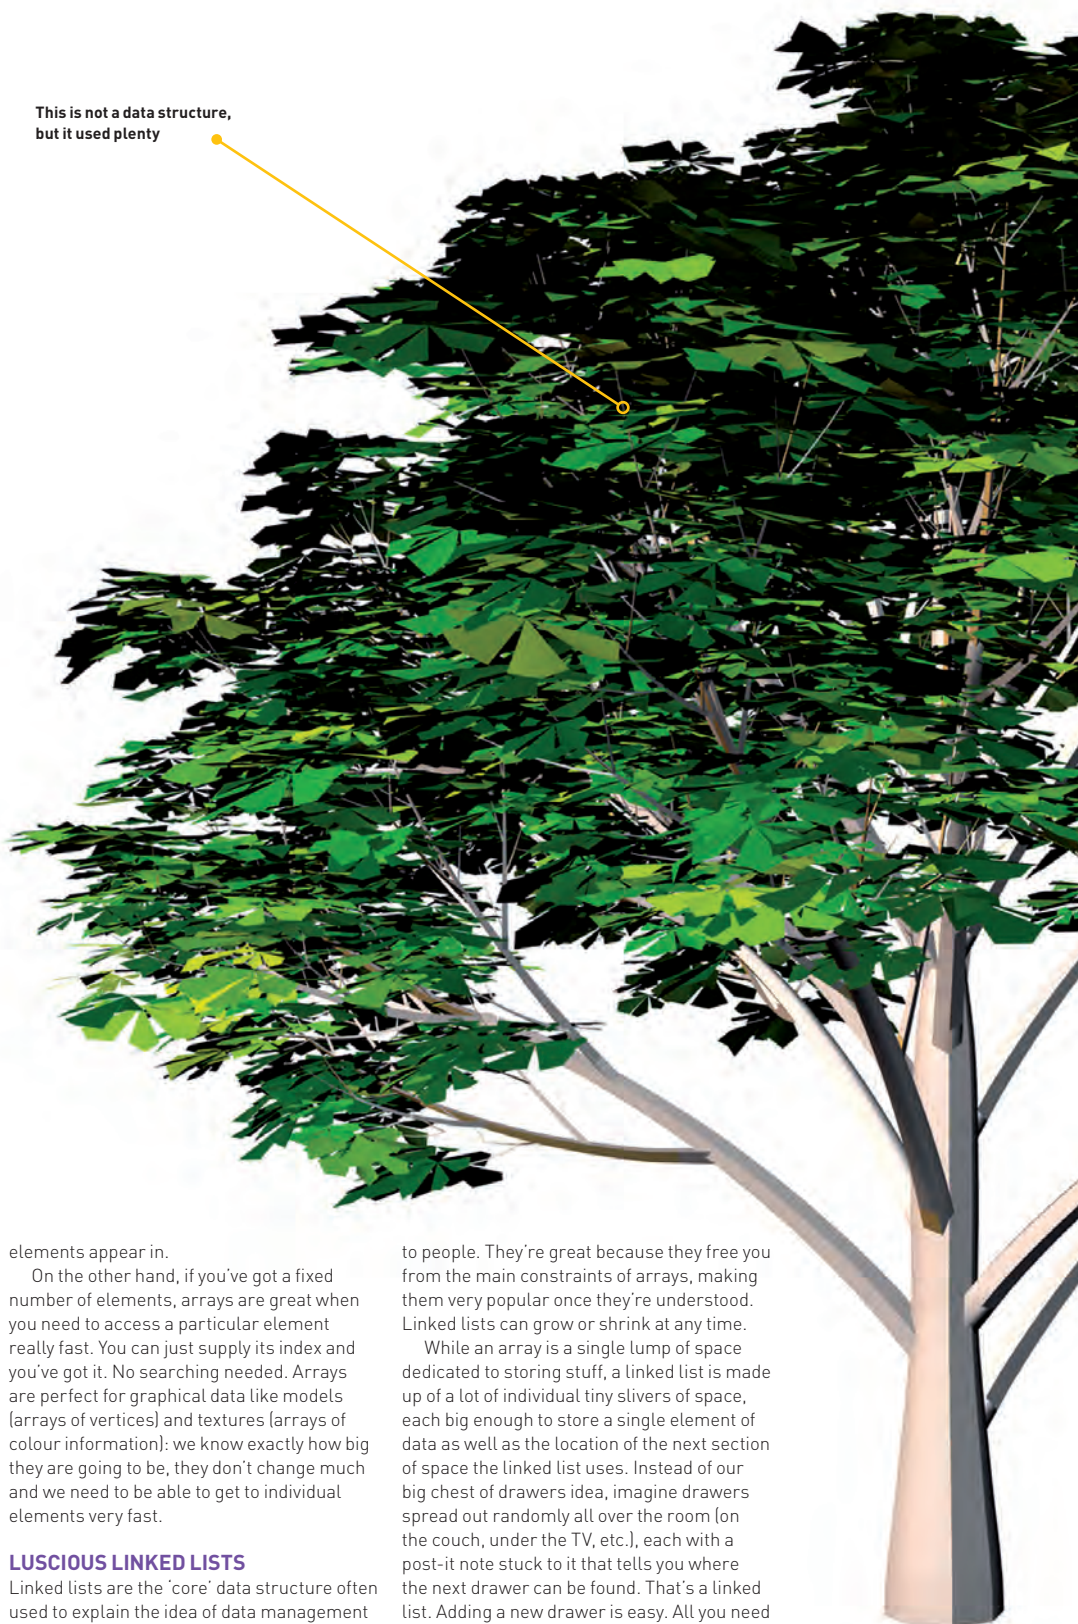 This is not a data structure,
but it used plenty
elements appear in.
On the other hand, if you've got a fixed
number of elements, arrays are great when
you need to access a particular element
really fast. You can just supply its index and
you've got it. No searching needed. Arrays
are perfect for graphical data like models
(arrays of vertices) and textures (arrays of
colour information): we know exactly how big
they are going to be, they don't change much
and we need to be able to get to individual
elements very fast.
LUSCIOUS LINKED LISTS
Linked lists are the 'core' data structure often
used to explain the idea of data management
to people. They're great because they free you
from the main constraints of arrays, making
them very popular once they're understood.
Linked lists can grow or shrink at any time.
While an array is a single lump of space
dedicated to storing stuff, a linked list is made
up of a lot of individual tiny slivers of space,
each big enough to store a single element of
data as well as the location of the next section
of space the linked list uses. Instead of our
big chest of drawers idea, imagine drawers
spread out randomly all over the room (on
the couch, under the TV, etc.), each with a
post-it note stuck to it that tells you where
the next drawer can be found. That's a linked
list. Adding a new drawer is easy. All you need